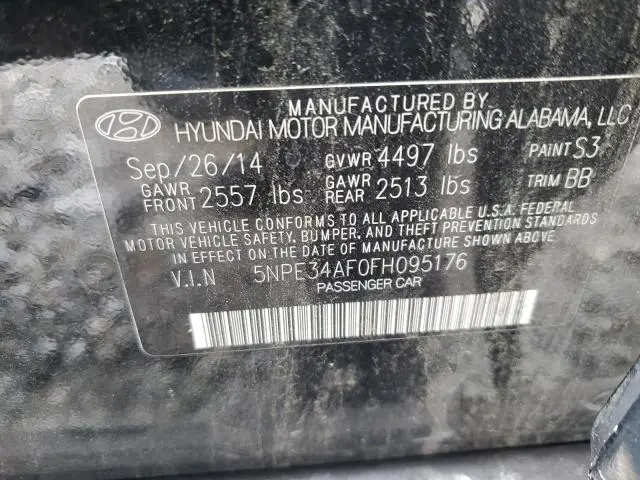 MANUFACTURED BY
HYUNDAI MOTOR MANUFACTURING ALABAMA, LLC
Sep/26/14 GVWR 4497 lbs PAINT S3
GAWR FRONT 2557 lbs GAWR REAR 2513 lbs TRIM BB
THIS VEHICLE CONFORMS TO ALL APPLICABLE U.S.A. FEDERAL
MOTOR VEHICLE SAFETY, BUMPER, AND THEFT PREVENTION STANDARDS
IN EFFECT ON THE DATE OF MANUFACTURE SHOWN ABOVE.
V.I.N 5NPE34AF0FH095176
PASSENGER CAR